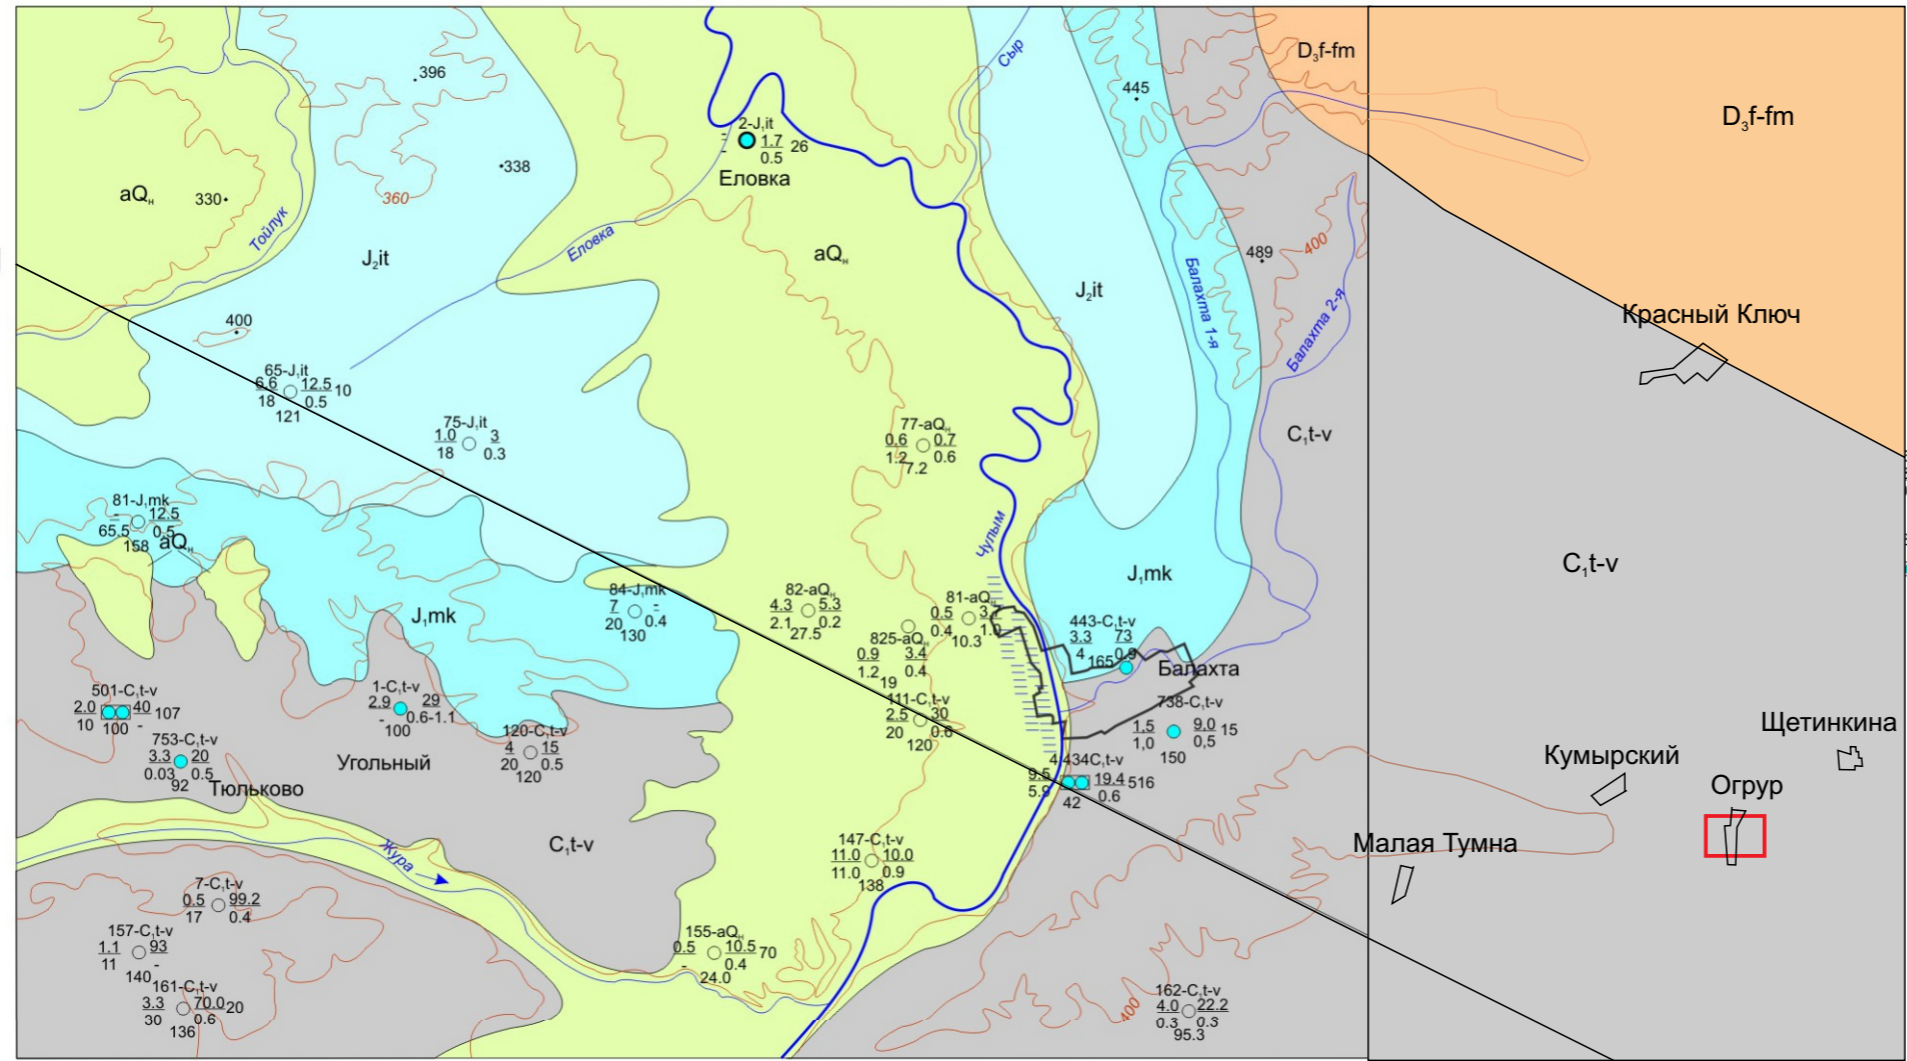 D₃f-fm
D₃f-fm
396
445
Сыр
2-J₁it
-
-
1.7 26
0.5
Еловка
338
360
aQн
330
Тойлук
Еловка
J₂it
aQн
J₂it
489
400
Балахта 1-я
Балахта 2-я
Красный Ключ
400
65-J₁it
6.6 12.5 10
18 0.5
121
75-J₁it
1.0 3
18 0.3
77-aQн
0.6 0.7
1.2 0.6
7.2
C₁t-v
81-J₁mk
- 12.5
65.5 0.5
158
aQн
Чулым
J₁mk
C₁t-v
J₁mk
84-J₁mk
7 -
20 0.4
130
82-aQн
4.3 5.3
2.1 0.2
27.5
81-aQн
0.5
0.4 1.0
10.3
825-aQн
0.9 3.4
1.2 0.4
19
443-C₁t-v
3.3 73
4 0.9
165
Балахта
501-C₁t-v
2.0 40 107
10 -
100
1-C₁t-v
2.9 29
- 0.6-1.1
100
111-C₁t-v
2.5 30
20 0.6
120
738-C₁t-v
1,5 9.0 15
1,0 0,5
150
753-C₁t-v
3.3 20
0.03 0.5
92
Тюльково
Угольный
120-C₁t-v
4 15
20 0.5
120
4434C₁t-v
9.5 19.4 516
5.9 0.6
42
Щетинкина
Кумырский
Огрур
Малая Тумна
C₁t-v
Жура
147-C₁t-v
11.0 10.0
11.0 0.9
138
7-C₁t-v
0.5 99.2
17 0.4
157-C₁t-v
1.1 93
11 -
140
155-aQн
0.5 10.5 70
- 0.4
24.0
161-C₁t-v
3.3 70.0 20
30 0.6
136
400
162-C₁t-v
4.0 22.2
0.3 0.3
95.3